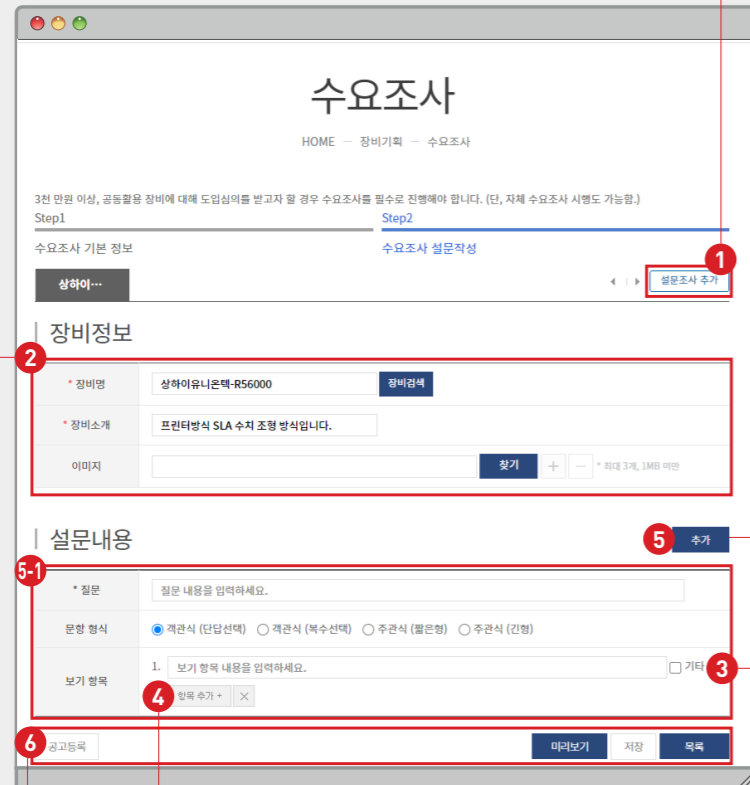 수요조사
HOME ─ 장비기획 ─ 수요조사
3천 만원 이상, 공동활용 장비에 대해 도입심의를 받고자 할 경우 수요조사를 필수로 진행해야 합니다. (단, 자체 수요조사 시행도 가능함.)
Step1 Step2
수요조사 기본 정보 수요조사 설문작성
1
상하이… 설문조사 추가
장비정보
2
* 장비명 상하이유니온텍-R56000 장비검색
* 장비소개 프린터방식 SLA 수치 조형 방식입니다.
이미지 찾기 + − * 최대 3개, 1MB 미만
설문내용 5 추가
5-1
* 질문 질문 내용을 입력하세요.
문항 형식 객관식 (단답선택) 객관식 (복수선택) 주관식 (짧은형) 주관식 (긴형)
보기 항목 1. 보기 항목 내용을 입력하세요. 기타 3
4 항목 추가 + ×
6 공고등록 미리보기 저장 목록